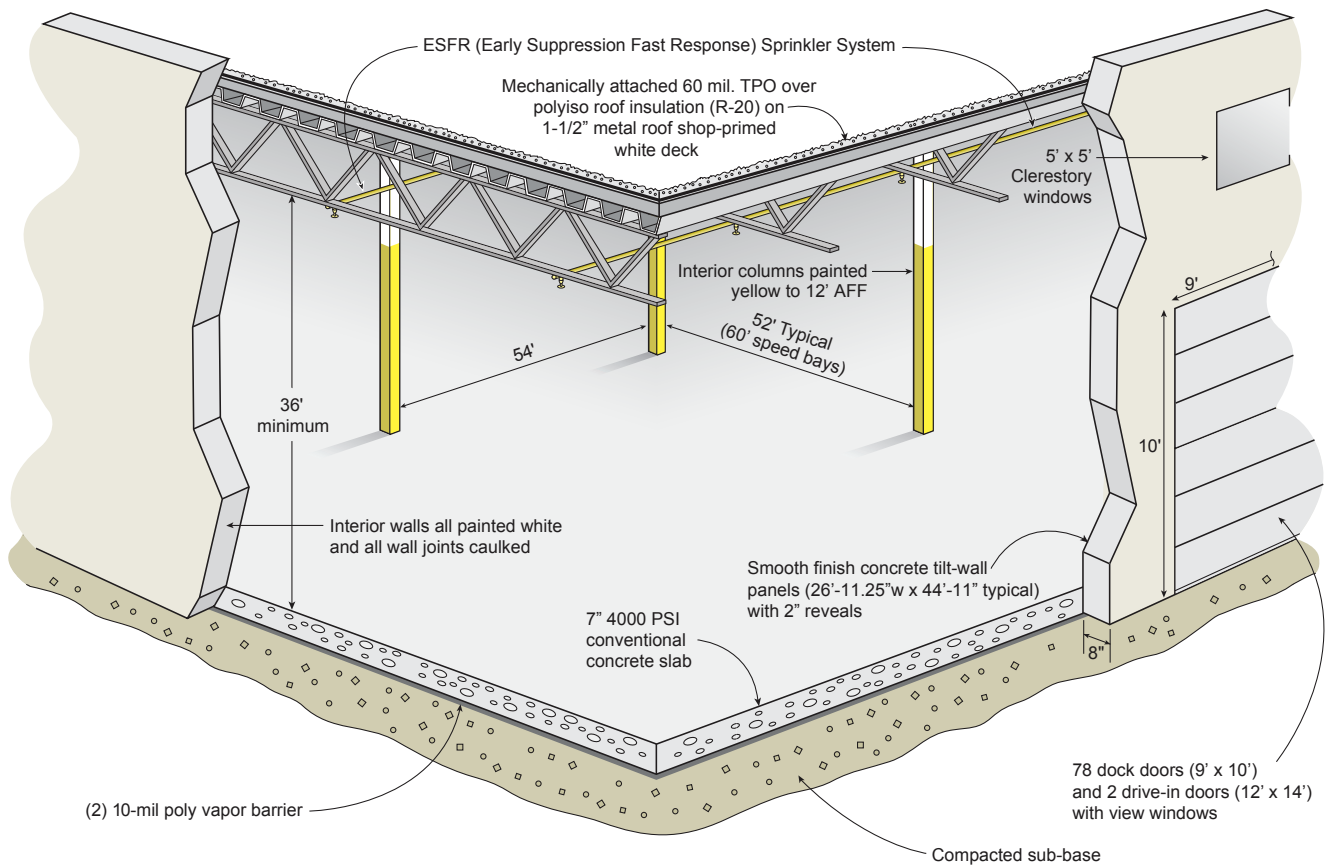 ESFR (Early Suppression Fast Response) Sprinkler System
Mechanically attached 60 mil. TPO over
polyiso roof insulation (R-20) on
1-1/2” metal roof shop-primed
white deck
5’ x 5’
Clerestory
windows
Interior columns painted
yellow to 12’ AFF
9'
54'
52' Typical
(60’ speed bays)
36'
minimum
10'
Interior walls all painted white
and all wall joints caulked
Smooth finish concrete tilt-wall
panels (26’-11.25”w x 44’-11” typical)
with 2” reveals
7” 4000 PSI
conventional
concrete slab
8"
78 dock doors (9’ x 10’)
and 2 drive-in doors (12’ x 14’)
with view windows
(2) 10-mil poly vapor barrier
Compacted sub-base